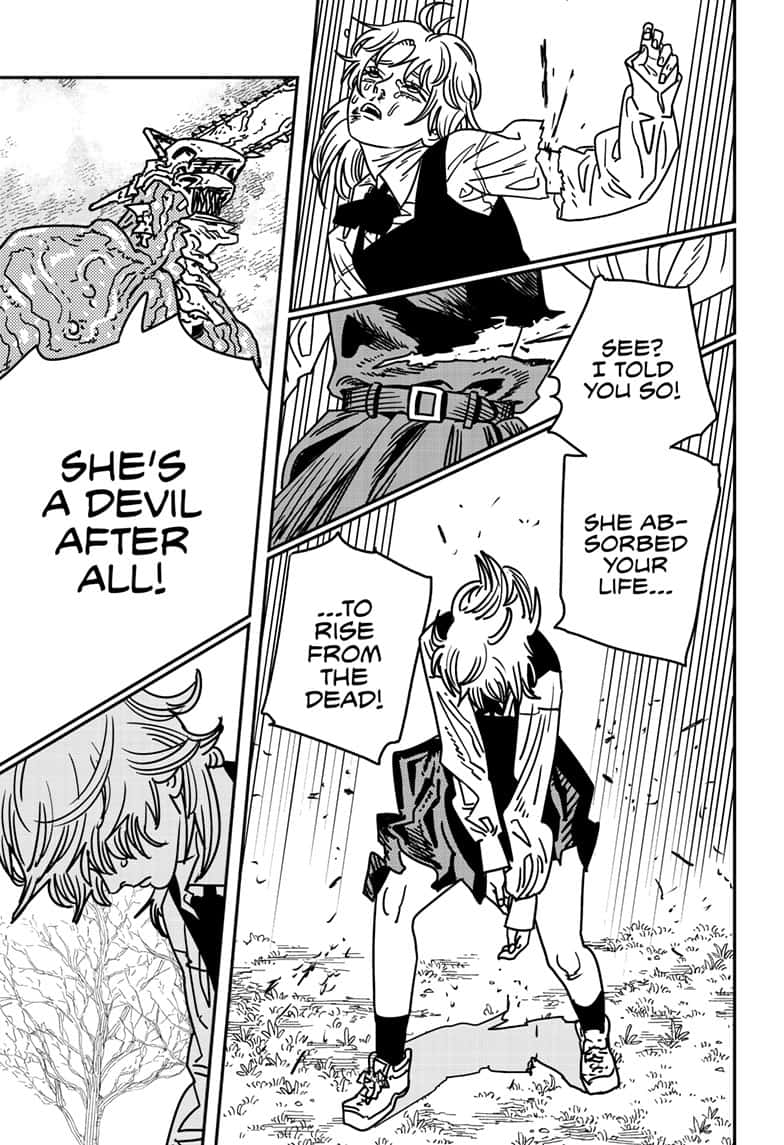 SEE?
I TOLD
YOU SO!
SHE AB-
SORBED
YOUR
LIFE...
...TO
RISE
FROM
THE
DEAD!
SHE'S
A DEVIL
AFTER
ALL!